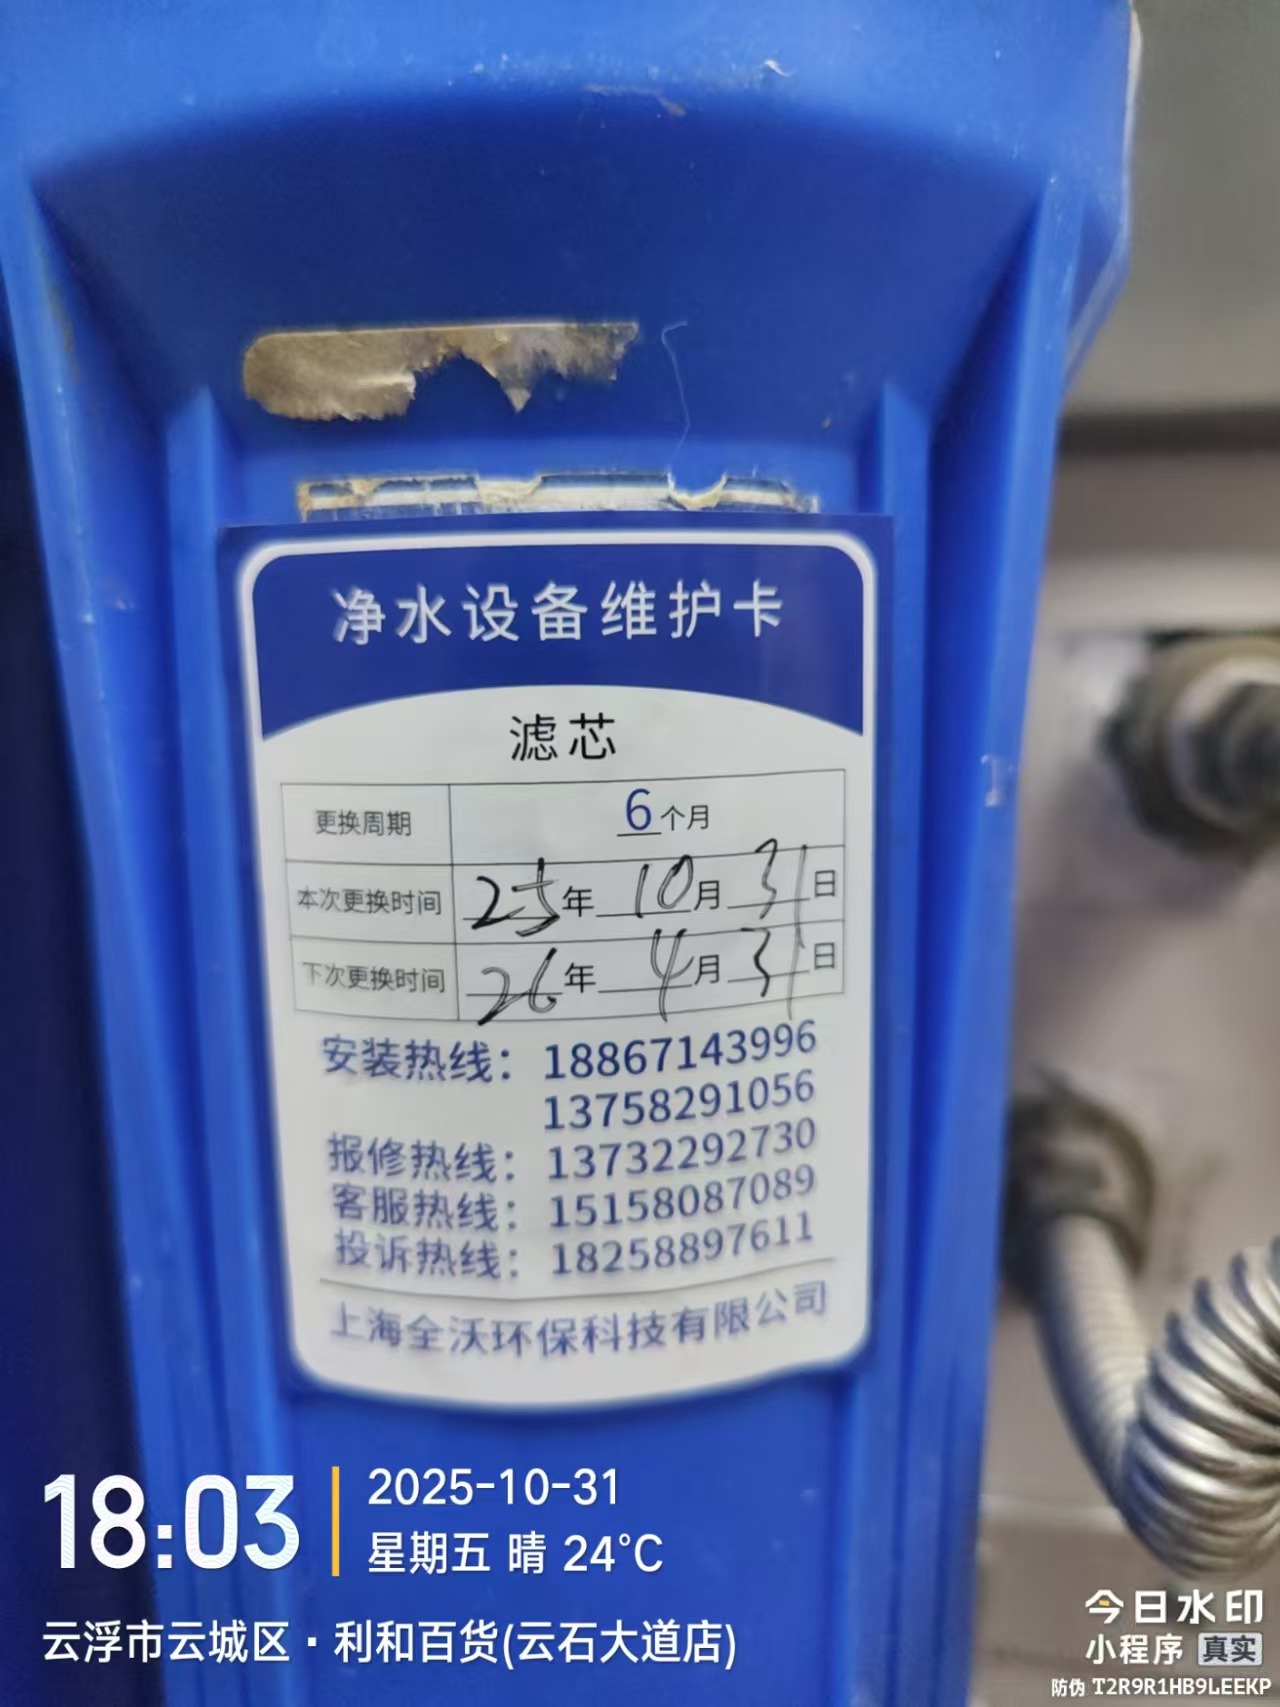 净水设备维护卡
滤芯
更换周期 6个月
本次更换时间 25年10月31日
下次更换时间 26年4月31日
安装热线：18867143996
13758291056
报修热线：13732292730
客服热线：15158087089
投诉热线：18258897611
上海全沃环保科技有限公司
18:03
2025-10-31
星期五 晴 24°C
云浮市云城区·利和百货(云石大道店)
今日水印
小程序 真实
防伪 T2R9R1HB9LEEKP